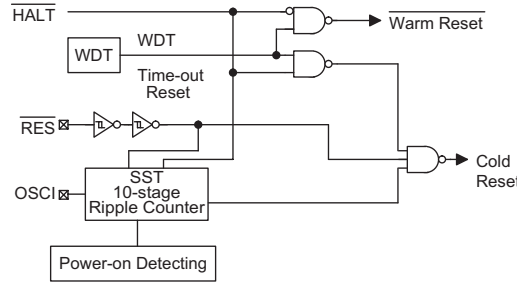 HALT
Warm Reset
WDT
WDT
Time-out
Reset
RES
Cold
Reset
OSCI
SST
10-stage
Ripple Counter
Power-on Detecting